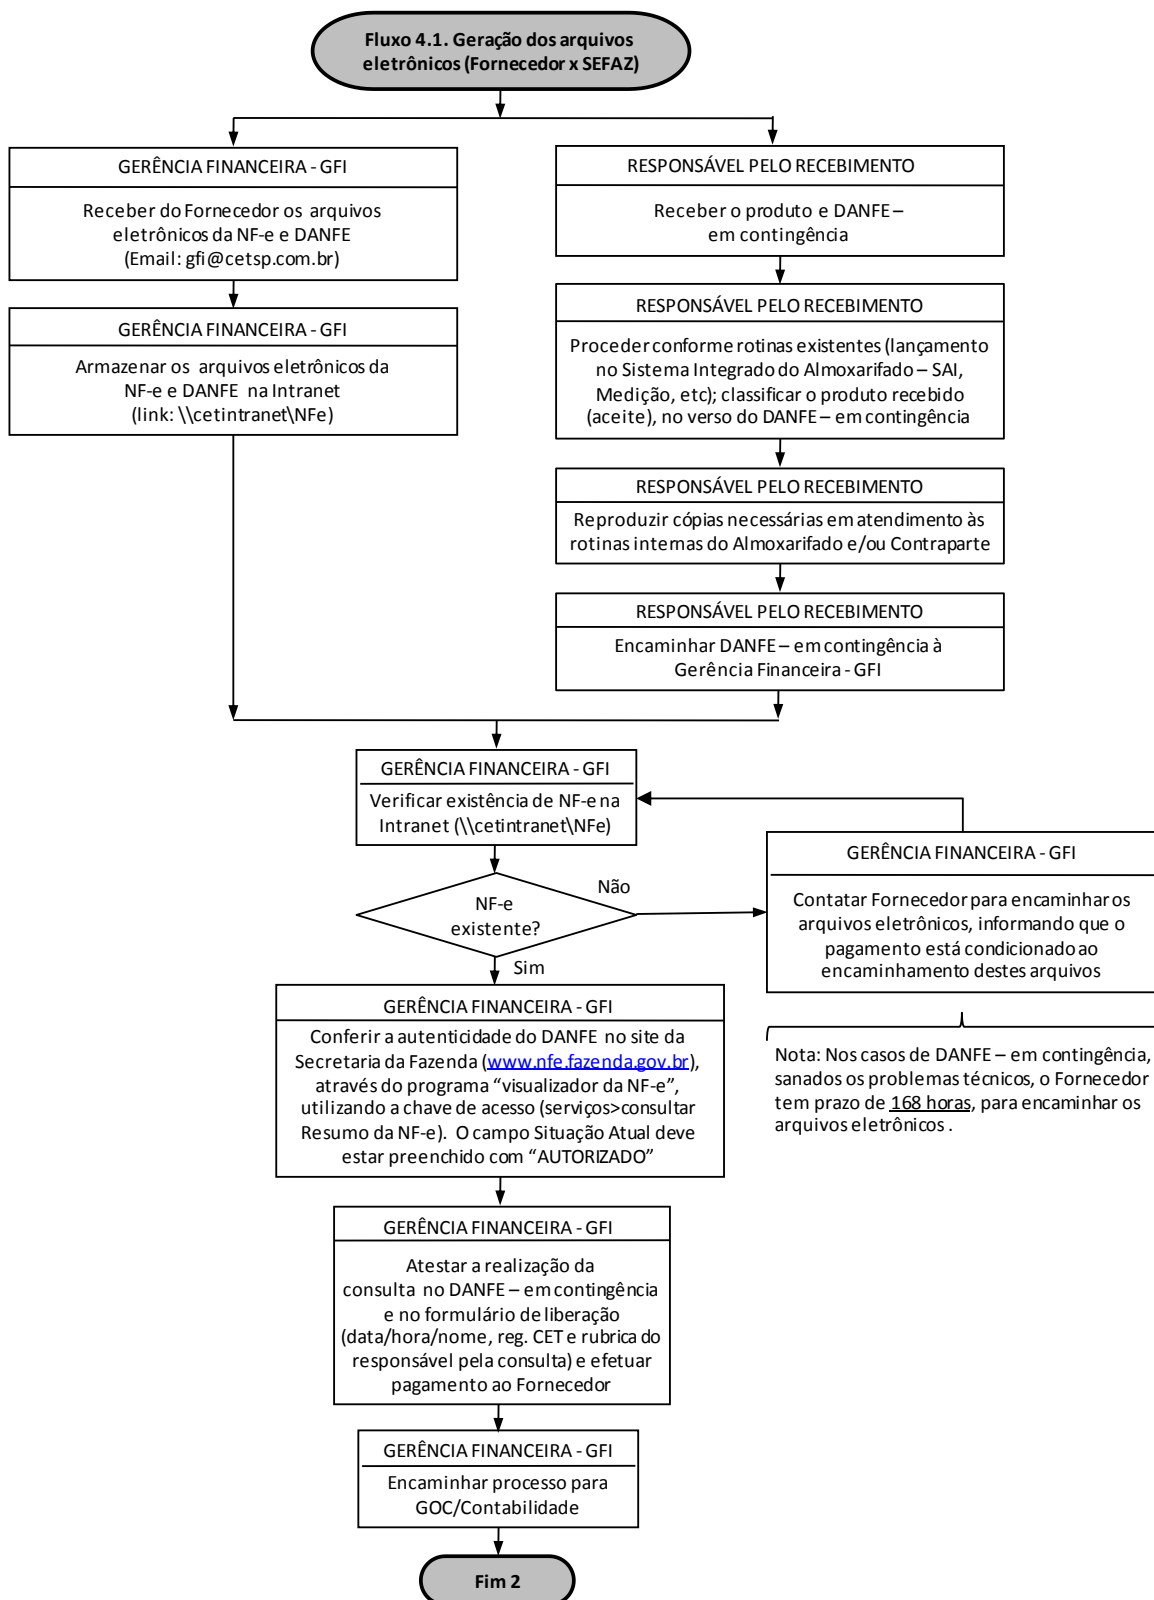 Fluxo 4.1. Geração dos arquivos
eletrônicos (Fornecedor x SEFAZ)
GERÊNCIA FINANCEIRA - GFI
Receber do Fornecedor os arquivos
eletrônicos da NF-e e DANFE
(Email: gfi@cetsp.com.br)
GERÊNCIA FINANCEIRA - GFI
Armazenar os arquivos eletrônicos da
NF-e e DANFE na Intranet
(link: \\cetintranet\NFe)
RESPONSÁVEL PELO RECEBIMENTO
Receber o produto e DANFE –
em contingência
RESPONSÁVEL PELO RECEBIMENTO
Proceder conforme rotinas existentes (lançamento
no Sistema Integrado do Almoxarifado – SAI,
Medição, etc); classificar o produto recebido
(aceite), no verso do DANFE – em contingência
RESPONSÁVEL PELO RECEBIMENTO
Reproduzir cópias necessárias em atendimento às
rotinas internas do Almoxarifado e/ou Contraparte
RESPONSÁVEL PELO RECEBIMENTO
Encaminhar DANFE – em contingência à
Gerência Financeira - GFI
GERÊNCIA FINANCEIRA - GFI
Verificar existência de NF-e na
Intranet (\\cetintranet\NFe)
NF-e
existente?
Não
Sim
GERÊNCIA FINANCEIRA - GFI
Contatar Fornecedor para encaminhar os
arquivos eletrônicos, informando que o
pagamento está condicionado ao
encaminhamento destes arquivos
Nota: Nos casos de DANFE – em contingência,
sanados os problemas técnicos, o Fornecedor
tem prazo de 168 horas, para encaminhar os
arquivos eletrônicos .
GERÊNCIA FINANCEIRA - GFI
Conferir a autenticidade do DANFE no site da
Secretaria da Fazenda (www.nfe.fazenda.gov.br),
através do programa “visualizador da NF-e”,
utilizando a chave de acesso (serviços>consultar
Resumo da NF-e). O campo Situação Atual deve
estar preenchido com “AUTORIZADO”
GERÊNCIA FINANCEIRA - GFI
Atestar a realização da
consulta no DANFE – em contingência
e no formulário de liberação
(data/hora/nome, reg. CET e rubrica do
responsável pela consulta) e efetuar
pagamento ao Fornecedor
GERÊNCIA FINANCEIRA - GFI
Encaminhar processo para
GOC/Contabilidade
Fim 2